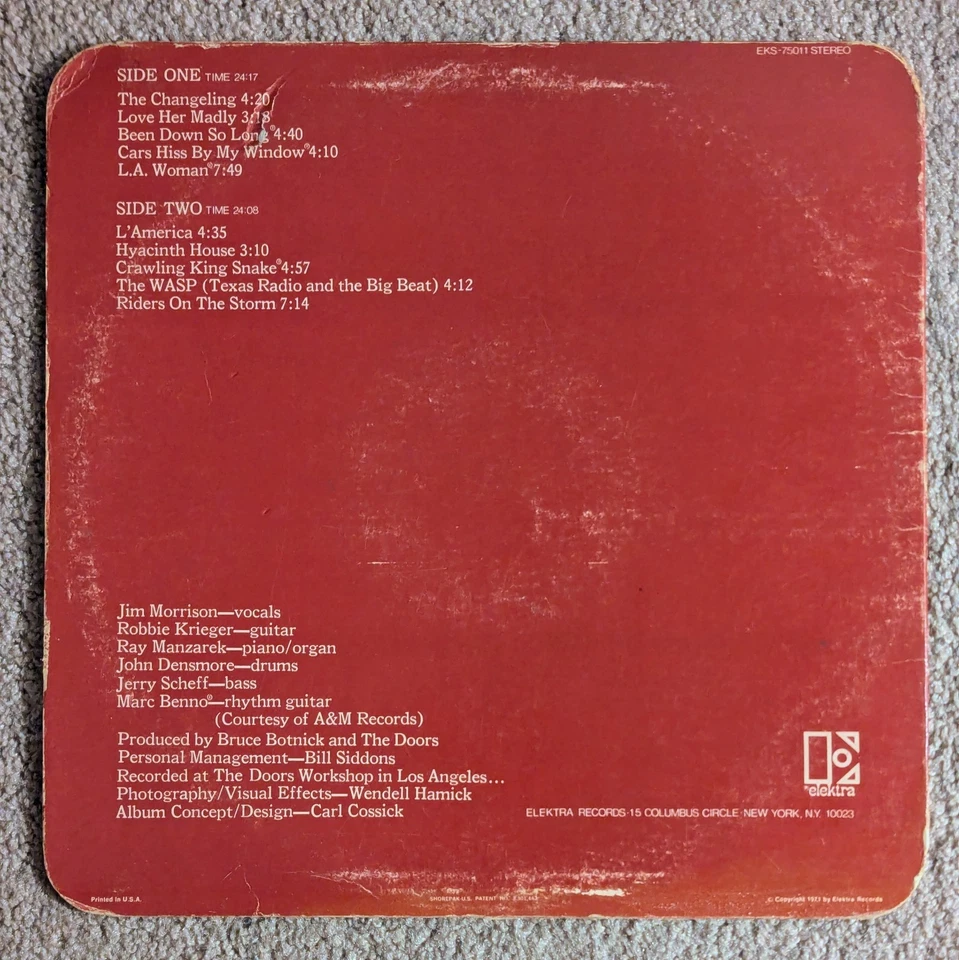 EKS-75011 STEREO
SIDE ONE TIME 24:17
The Changeling 4:20
Love Her Madly 3:18
Been Down So Long®4:40
Cars Hiss By My Window®4:10
L.A. Woman®7:49
SIDE TWO TIME 24:08
L'America 4:35
Hyacinth House 3:10
Crawling King Snake®4:57
The WASP (Texas Radio and the Big Beat) 4:12
Riders On The Storm 7:14
Jim Morrison—vocals
Robbie Krieger—guitar
Ray Manzarek—piano/organ
John Densmore—drums
Jerry Scheff—bass
Marc Benno®—rhythm guitar
(Courtesy of A&M Records)
Produced by Bruce Botnick and The Doors
Personal Management—Bill Siddons
Recorded at The Doors Workshop in Los Angeles...
Photography/Visual Effects—Wendell Hamick
Album Concept/Design—Carl Cossick
elektra
ELEKTRA RECORDS·15 COLUMBUS CIRCLE·NEW YORK, N.Y. 10023
Printed in U.S.A.
SHOREPAK U.S. PATENT NO.
© Copyright 1971 by Elektra Records